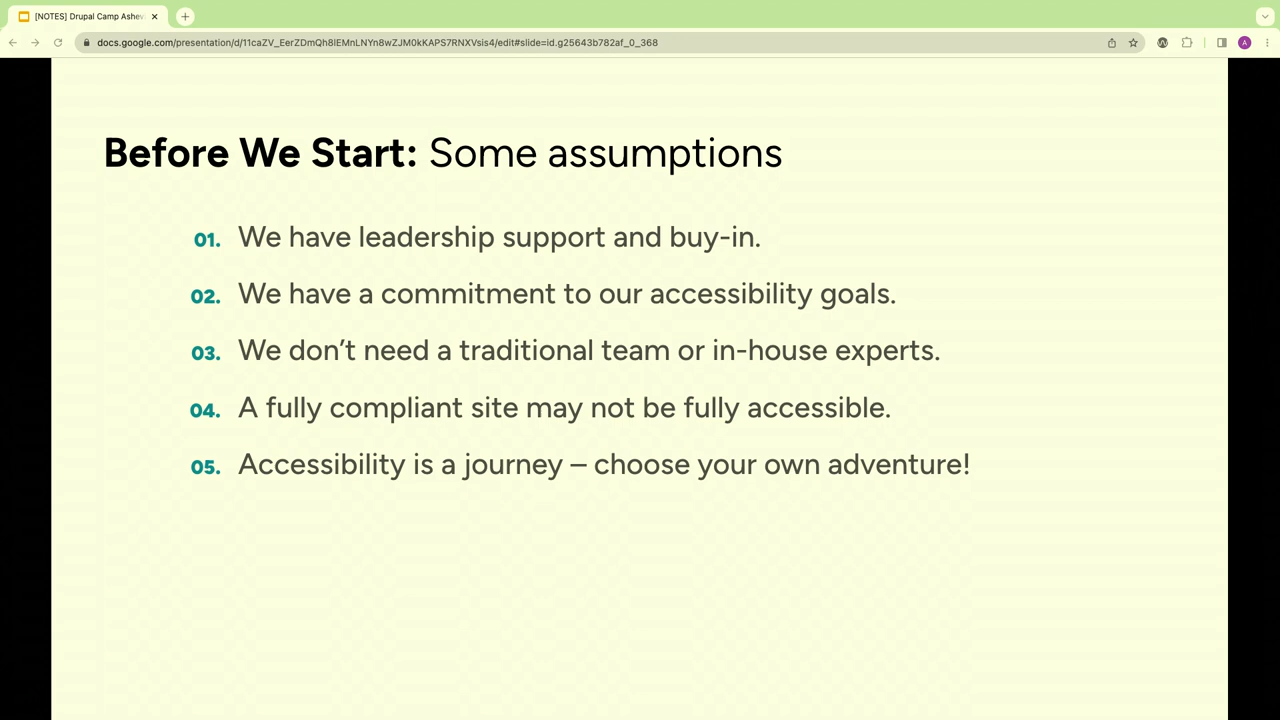 [NOTES] Drupal Camp Ashev
docs.google.com/presentation/d/11caZV_EerZDmQh8lEMnLNYn8wZJM0kKAPS7RNXVsis4/edit#slide=id.g25643b782af_0_368
A
Before We Start: Some assumptions
01. We have leadership support and buy-in.
02. We have a commitment to our accessibility goals.
03. We don’t need a traditional team or in-house experts.
04. A fully compliant site may not be fully accessible.
05. Accessibility is a journey – choose your own adventure!